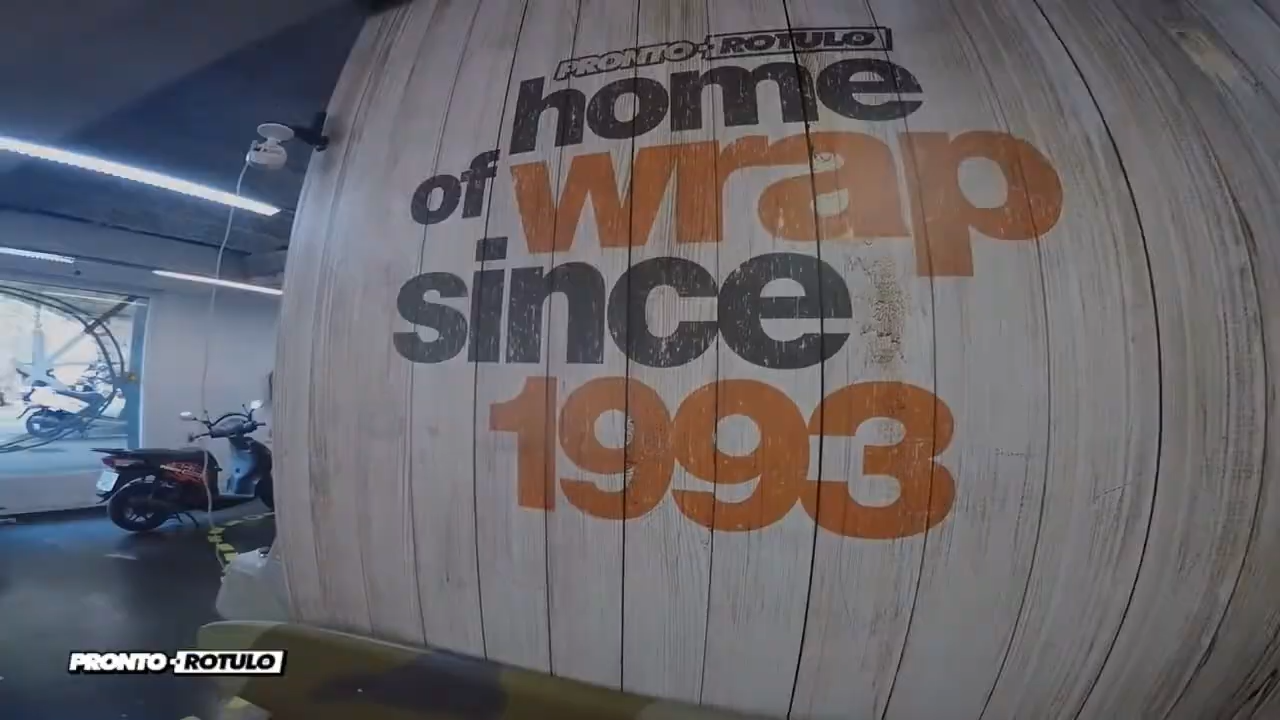 PRONTO-ROTULO
home
of wrap
since
1993
PRONTO-ROTULO